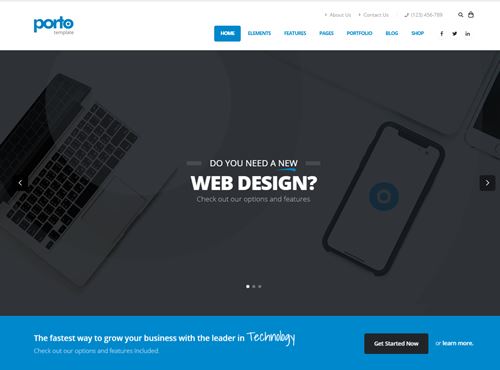 porto
template
About Us
Contact Us
(123) 456-789
HOME
ELEMENTS
FEATURES
PAGES
PORTFOLIO
BLOG
SHOP
DO YOU NEED A NEW
WEB DESIGN?
Check out our options and features
The fastest way to grow your business with the leader in Technology
Check out our options and features included.
Get Started Now
or learn more.